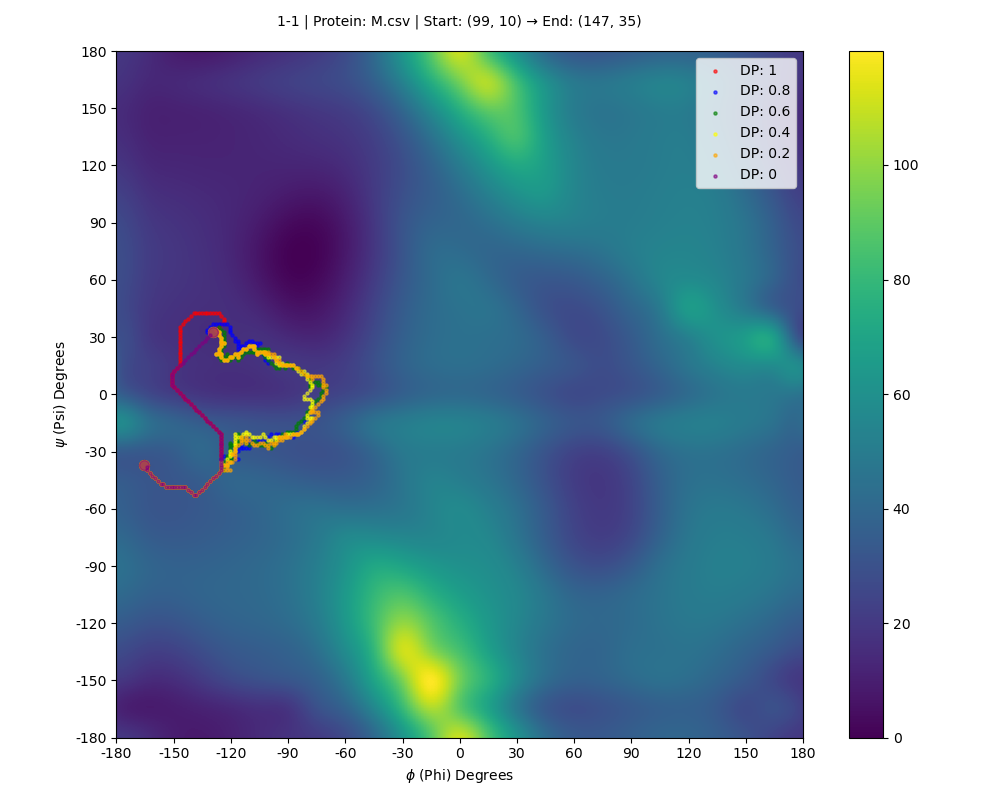 1-1 | Protein: M.csv | Start: (99, 10) → End: (147, 35)
DP: 1
DP: 0.8
DP: 0.6
DP: 0.4
DP: 0.2
DP: 0
180
150
120
90
60
30
0
-30
-60
-90
-120
-150
-180
ψ (Psi) Degrees
-180 -150 -120 -90 -60 -30 0 30 60 90 120 150 180
ϕ (Phi) Degrees
100
80
60
40
20
0